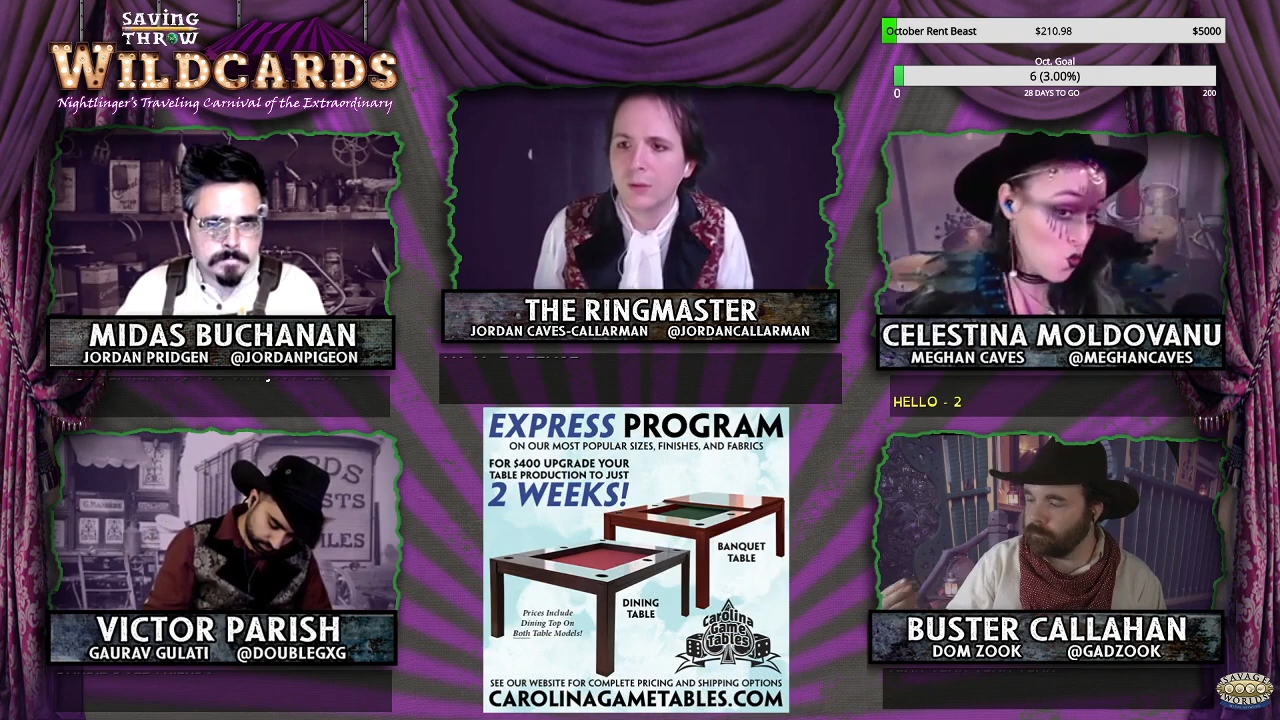 SAVING
THROW
WILDCARDS
Nightlinger's Traveling Carnival of the Extraordinary
October Rent Beast $210.98 $5000
Oct. Goal
6 (3.00%)
0 28 DAYS TO GO 200
THE RINGMASTER
JORDAN CAVES-CALLARMAN @JORDANCALLARMAN
MIDAS BUCHANAN
JORDAN PRIDGEN @JORDANPIGEON
CELESTINA MOLDOVANU
MEGHAN CAVES @MEGHANCAVES
HELLO - 2
EXPRESS PROGRAM
ON OUR MOST POPULAR SIZES, FINISHES, AND FABRICS
FOR $400 UPGRADE YOUR
TABLE PRODUCTION TO JUST
2 WEEKS!
BANQUET
TABLE
DINING
TABLE
Prices Include
Dining Top On
Both Table Models!
Carolina
Game
Tables
SEE OUR WEBSITE FOR COMPLETE PRICING AND SHIPPING OPTIONS
CAROLINAGAMETABLES.COM
VICTOR PARISH
GAURAV GULATI @DOUBLEGXG
BUSTER CALLAHAN
DOM ZOOK @GADZOOK
SAVAGE
WORLDS